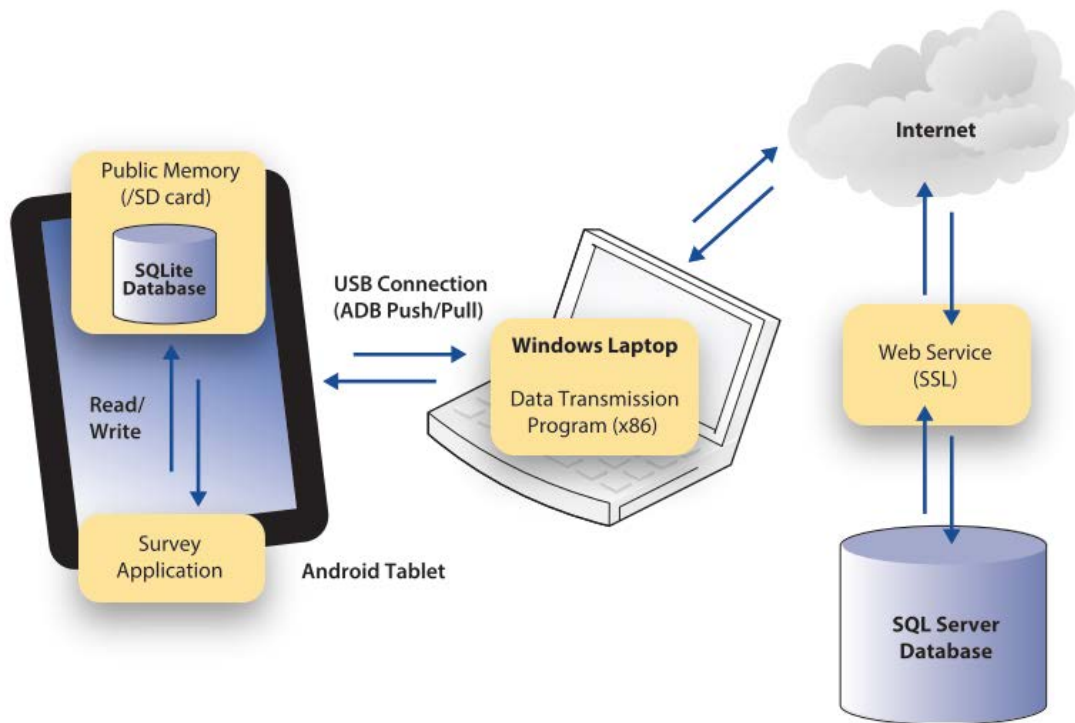 Public Memory
(/SD card)
SQLite
Database
Read/
Write
Survey
Application
Android Tablet
USB Connection
(ADB Push/Pull)
Windows Laptop
Data Transmission
Program (x86)
Internet
Web Service
(SSL)
SQL Server
Database